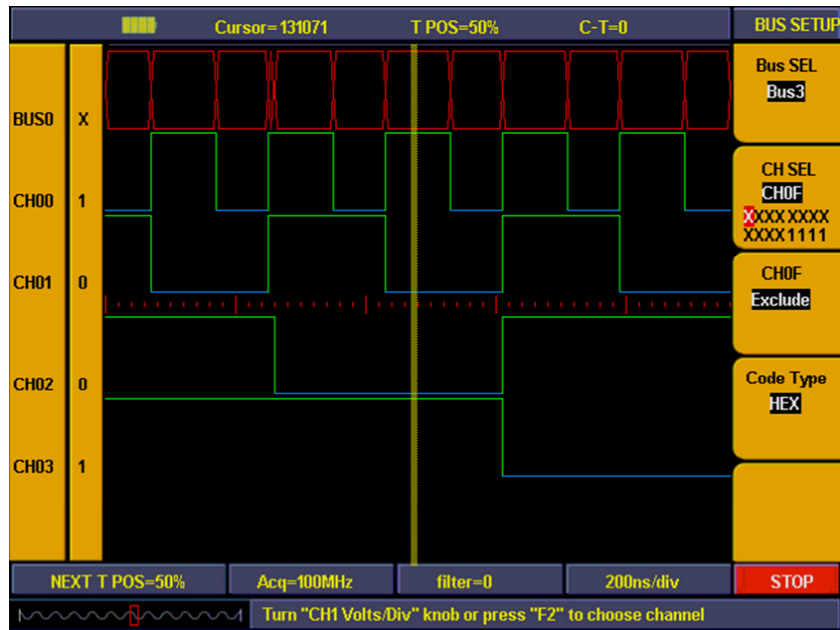 Cursor=131071 T POS=50% C-T=0 BUS SETUP
Bus SEL
Bus3
BUS0 X
CH SEL
CH0F
XXXX XXXX
XXXX1111
CH00 1
CH01 0
CH0F
Exclude
CH02 0
Code Type
HEX
CH03 1
NEXT T POS=50% Acq=100MHz filter=0 200ns/div STOP
Turn "CH1 Volts/Div" knob or press "F2" to choose channel